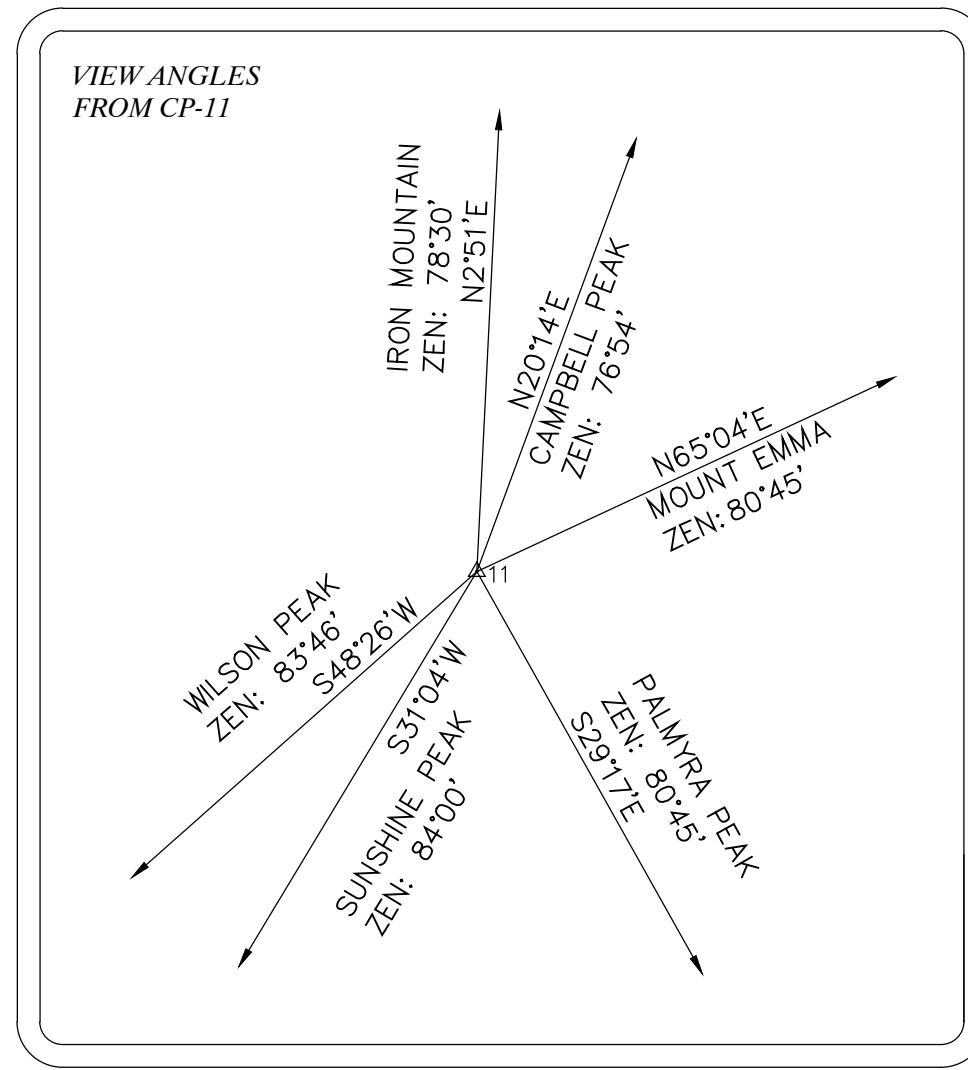 VIEW ANGLES
FROM CP-11
IRON MOUNTAIN
ZEN: 78°30'
N2°51'E
N20°14'E
CAMPBELL PEAK
ZEN: 76°54'
N65°04'E
MOUNT EMMA
ZEN: 80°45'
11
WILSON PEAK
ZEN: 83°46'
S48°26'W
S31°04'W
SUNSHINE PEAK
ZEN: 84°00'
PALMYRA PEAK
ZEN: 80°45'
S29°17'E